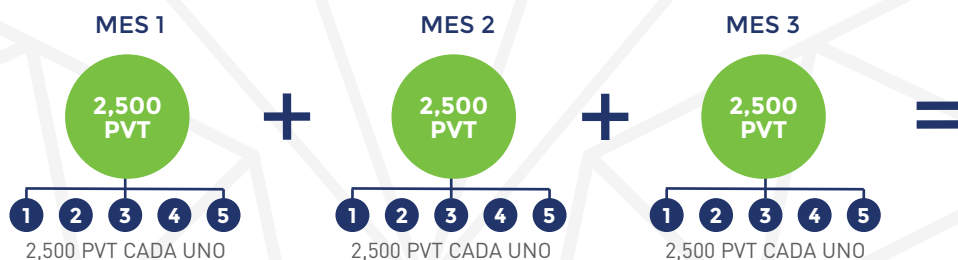 MES 1
MES 2
MES 3
2,500
PVT
+
2,500
PVT
+
2,500
PVT
=
1 2 3 4 5
1 2 3 4 5
1 2 3 4 5
2,500 PVT CADA UNO
2,500 PVT CADA UNO
2,500 PVT CADA UNO